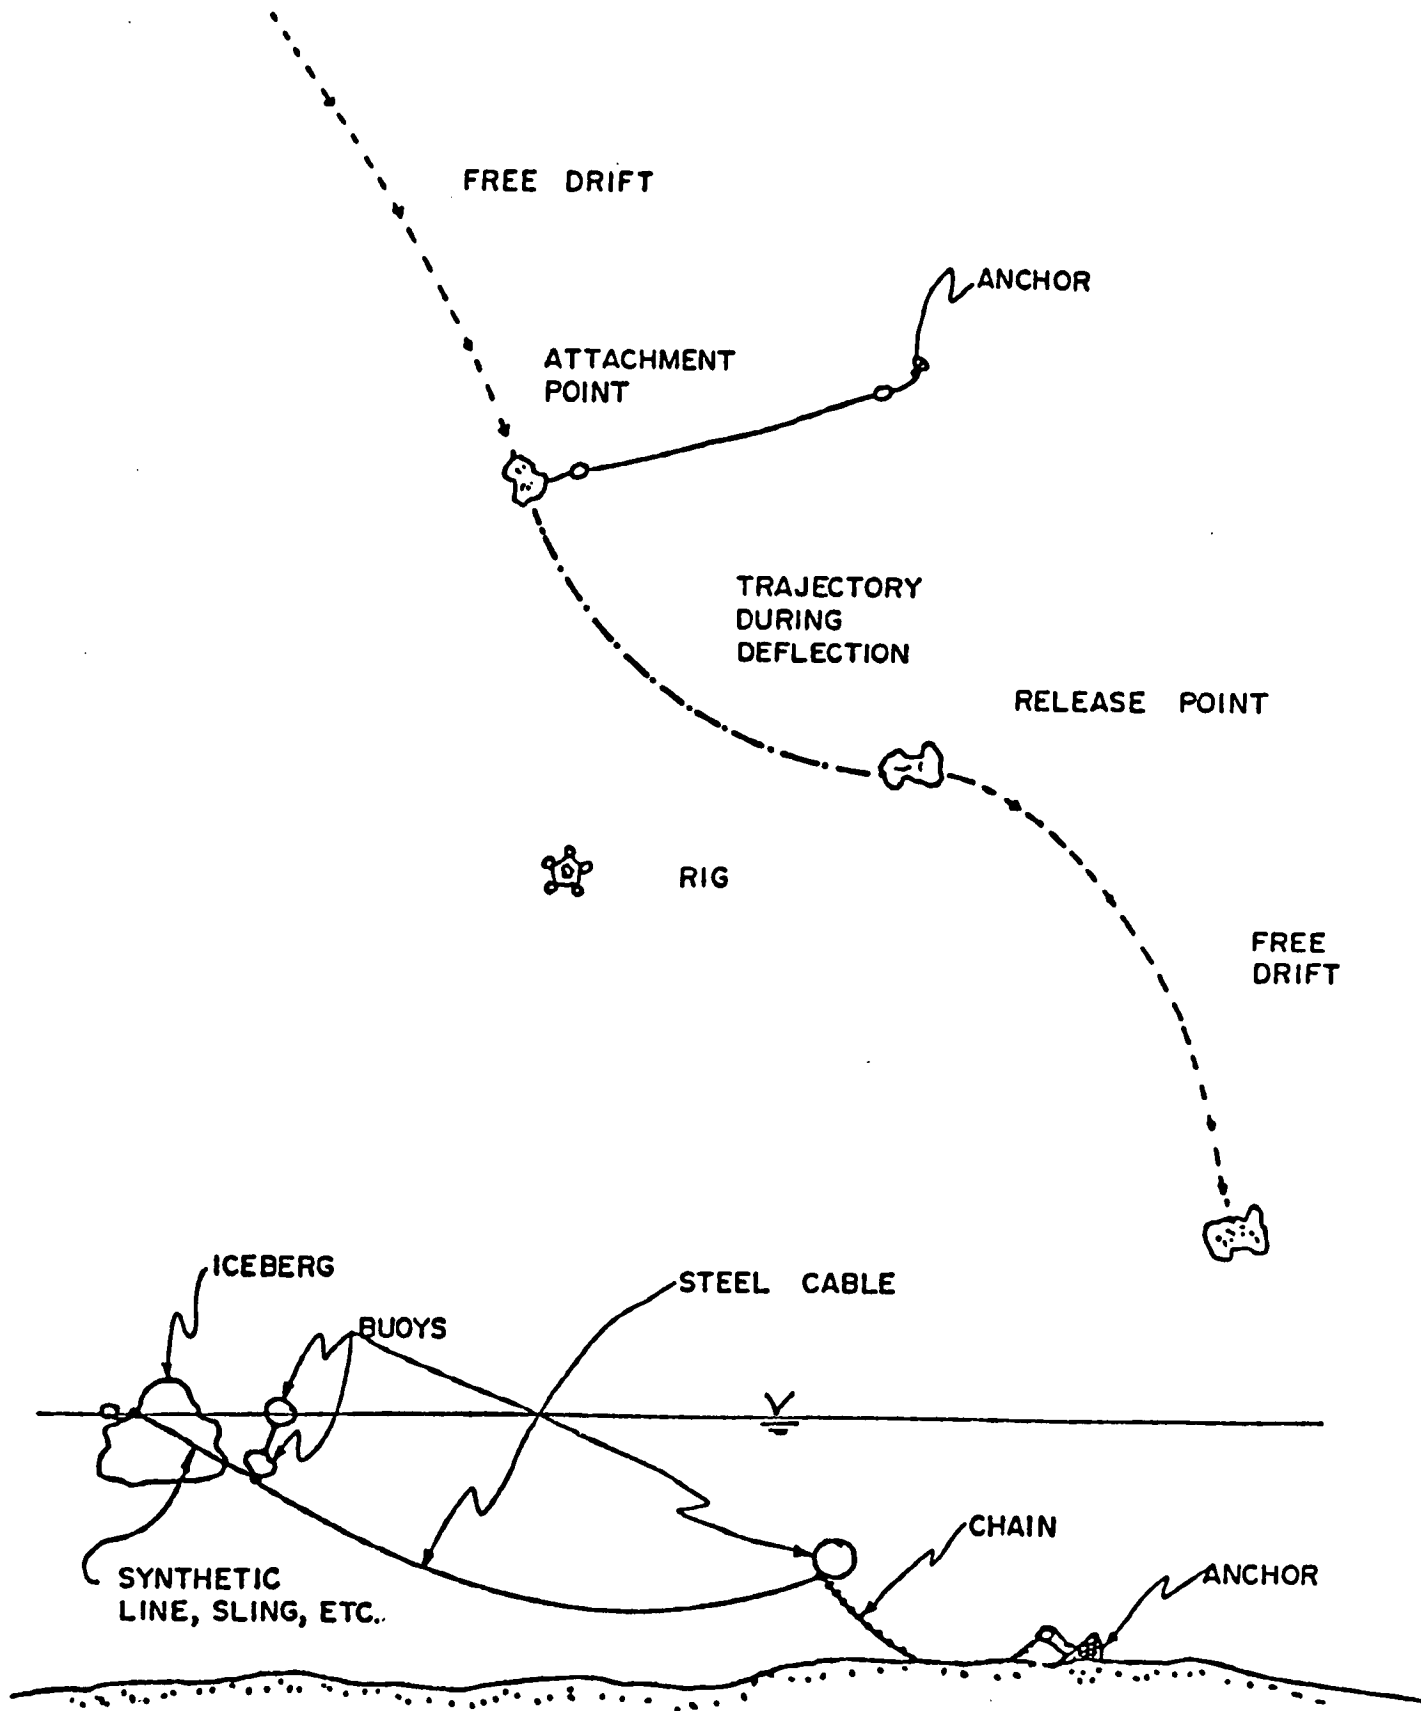 FREE DRIFT
ANCHOR
ATTACHMENT
POINT
TRAJECTORY
DURING
DEFLECTION
RELEASE POINT
RIG
FREE
DRIFT
ICEBERG
STEEL CABLE
BUOYS
CHAIN
ANCHOR
SYNTHETIC
LINE, SLING, ETC.